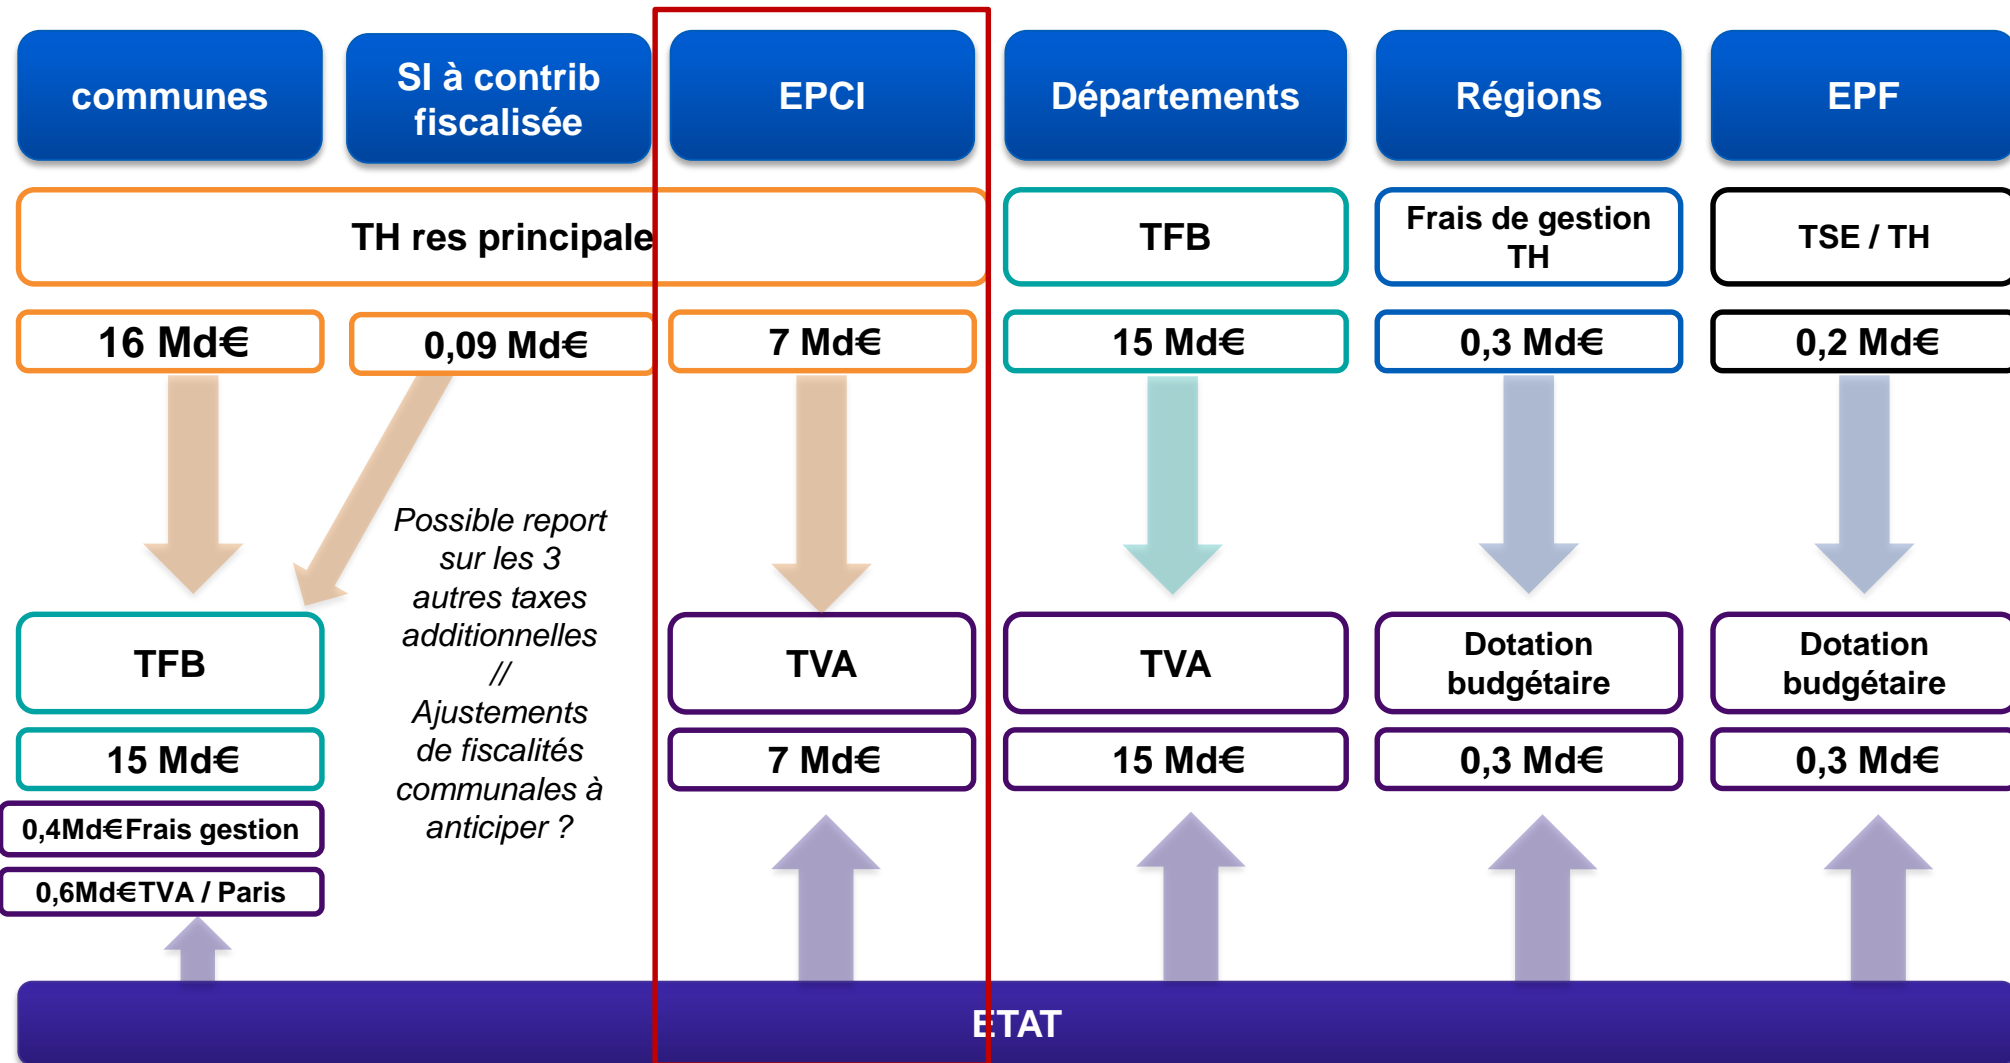 communes
SI à contrib
fiscalisée
EPCI
Départements
Régions
EPF
TH res principale
TFB
Frais de gestion
TH
TSE / TH
16 Md€
0,09 Md€
7 Md€
15 Md€
0,3 Md€
0,2 Md€
Possible report
sur les 3
autres taxes
additionnelles
//
Ajustements
de fiscalités
communales à
anticiper ?
TFB
TVA
TVA
Dotation
budgétaire
Dotation
budgétaire
15 Md€
7 Md€
15 Md€
0,3 Md€
0,3 Md€
0,4Md€Frais gestion
0,6Md€TVA / Paris
ETAT